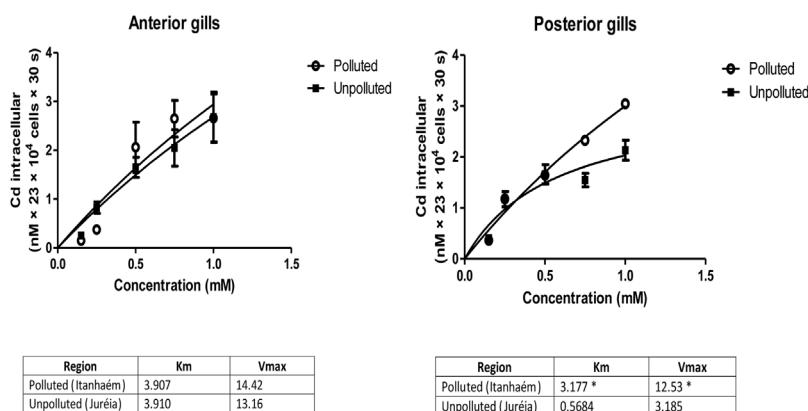 Anterior gills
Cd intracellular
(nM × 23 × 10⁴ cells × 30 s)
4
3
2
1
0
0.0 0.5 1.0 1.5
Concentration (mM)
Polluted
Unpolluted
Posterior gills
Cd intracellular
(nM × 23 × 10⁴ cells × 30 s)
4
3
2
1
0
0.0 0.5 1.0 1.5
Concentration (mM)
Polluted
Unpolluted
Region Km Vmax
Polluted (Itanhaém) 3.907 14.42
Unpolluted (Juréia) 3.910 13.16
Region Km Vmax
Polluted (Itanhaém) 3.177 * 12.53 *
Unpolluted (Juréia) 0.5684 3.185